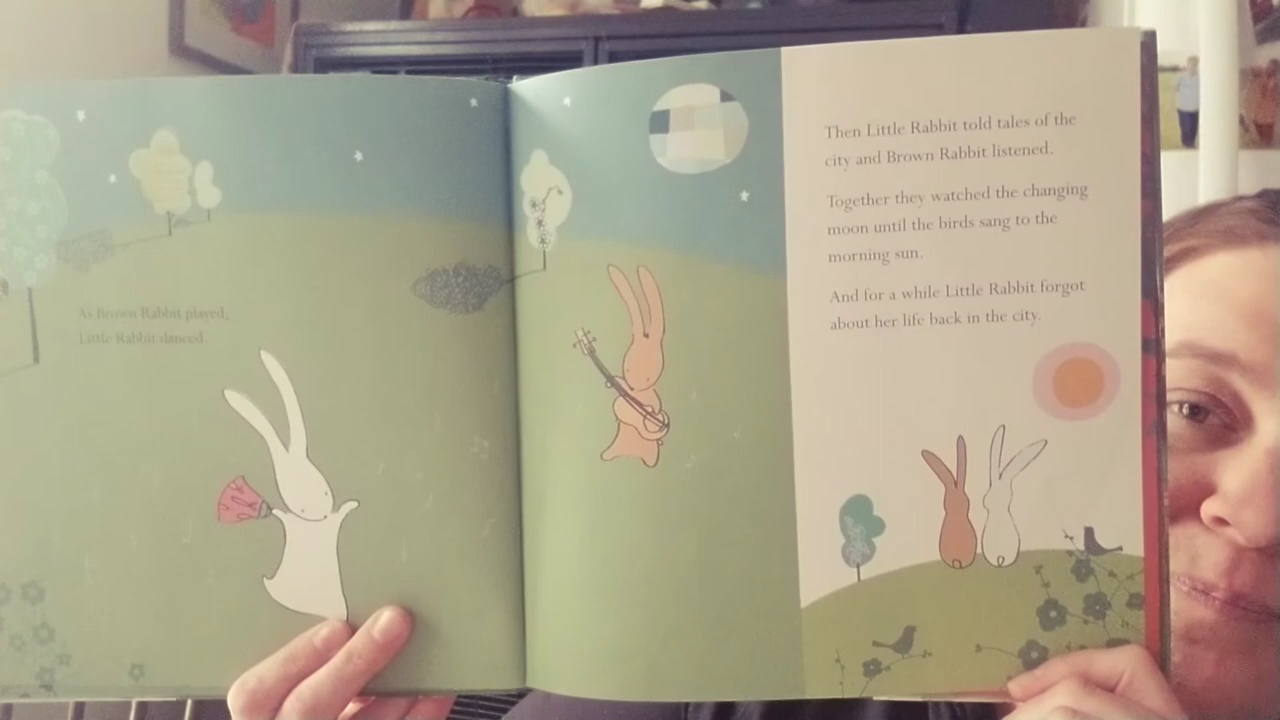 As Brown Rabbit played,
Little Rabbit danced.
Then Little Rabbit told tales of the
city and Brown Rabbit listened.
Together they watched the changing
moon until the birds sang to the
morning sun.
And for a while Little Rabbit forgot
about her life back in the city.